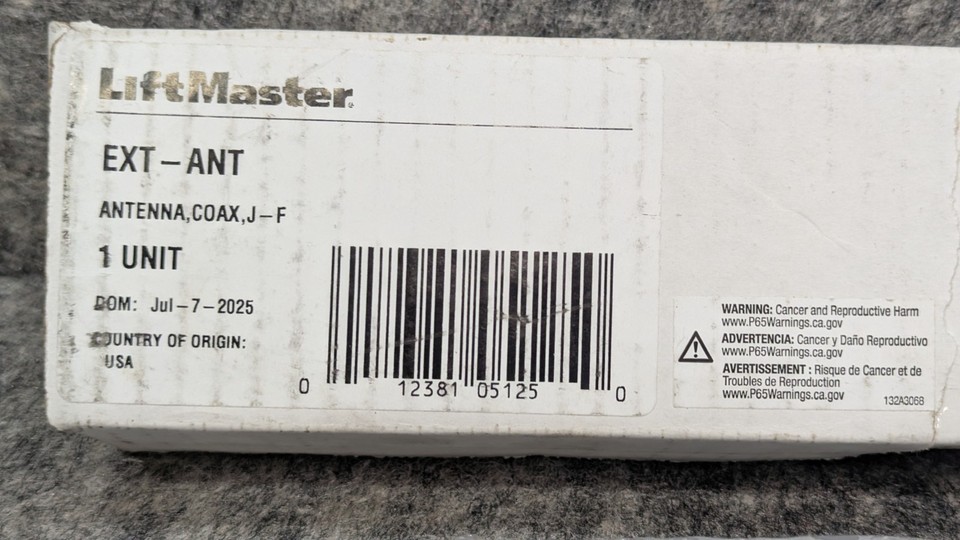 LiftMaster
EXT-ANT
ANTENNA,COAX,J-F
1 UNIT
DOM: Jul-7-2025
COUNTRY OF ORIGIN:
USA
0 12381 05125 0
WARNING: Cancer and Reproductive Harm
www.P65Warnings.ca.gov
ADVERTENCIA: Cancer y Daño Reproductivo
www.P65Warnings.ca.gov
AVERTISSEMENT : Risque de Cancer et de
Troubles de Reproduction
www.P65Warnings.ca.gov
132A3068